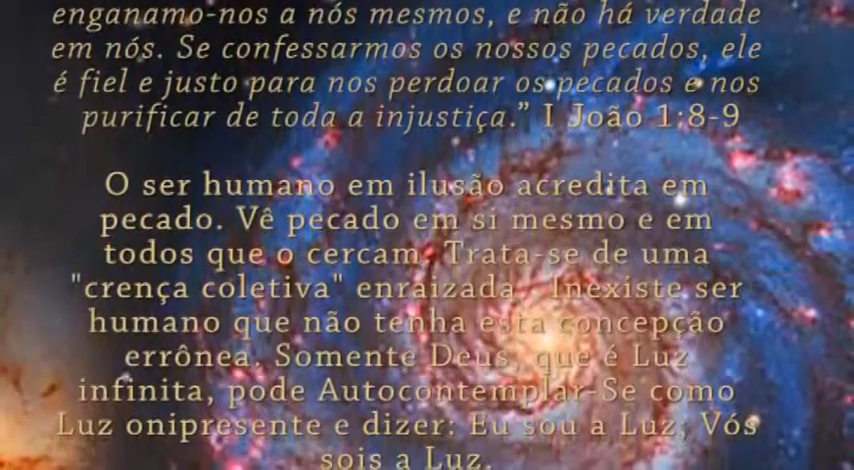 enganamo-nos a nós mesmos, e não há verdade
em nós. Se confessarmos os nossos pecados, ele
é fiel e justo para nos perdoar os pecados e nos
purificar de toda a injustiça.” I João 1:8-9
O ser humano em ilusão acredita em
pecado. Vê pecado em si mesmo e em
todos que o cercam. Trata-se de uma
"crença coletiva" enraizada. Inexiste ser
humano que não tenha esta concepção
errônea. Somente Deus, que é Luz
infinita, pode Autocontemplar-Se como
Luz onipresente e dizer: Eu sou a Luz; Vós
sois a Luz.